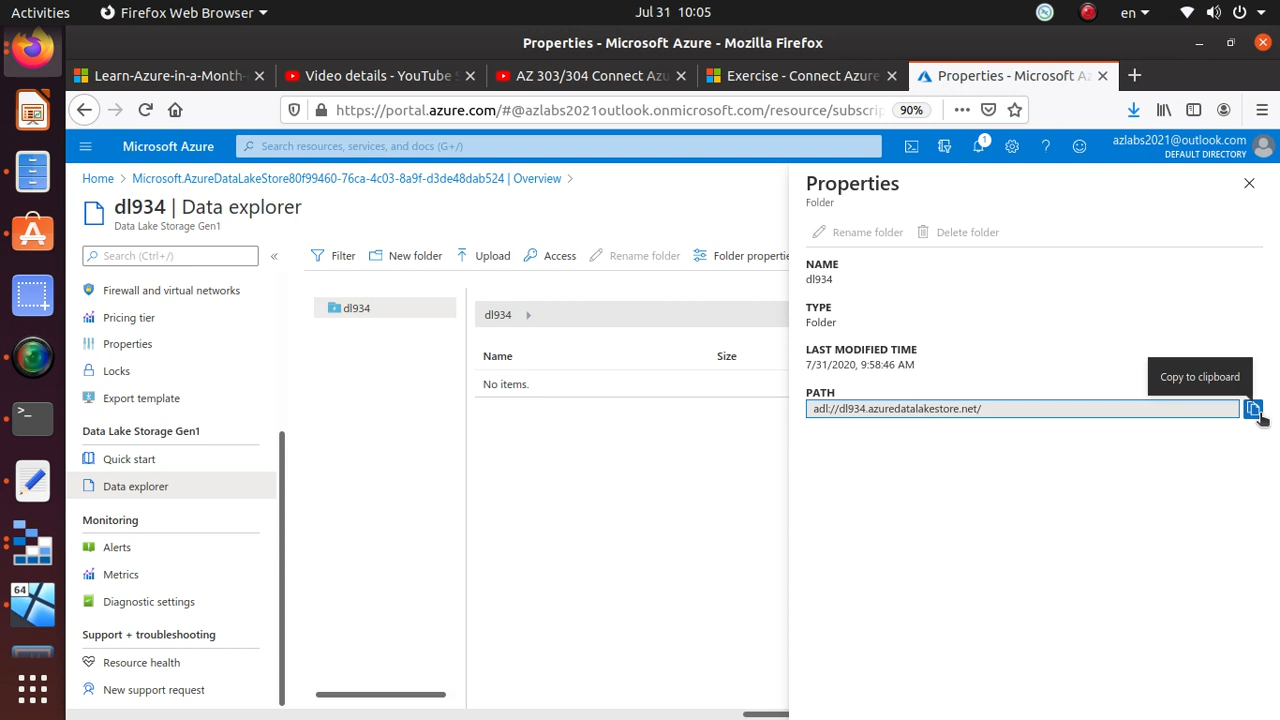 Activities
Firefox Web Browser
Jul 31 10:05
en
Properties - Microsoft Azure - Mozilla Firefox
Learn-Azure-in-a-Month-
Video details - YouTube S
AZ 303/304 Connect Azu
Exercise - Connect Azure
Properties - Microsoft Az
https://portal.azure.com/#@azlabs2021outlook.onmicrosoft.com/resource/subscrip
90%
Microsoft Azure
Search resources, services, and docs (G+/)
1
azlabs2021@outlook.com
DEFAULT DIRECTORY
Home > Microsoft.AzureDataLakeStore80f99460-76ca-4c03-8a9f-d3de48dab524 | Overview >
dl934 | Data explorer
Data Lake Storage Gen1
Search (Ctrl+/)
Firewall and virtual networks
Pricing tier
Properties
Locks
Export template
Data Lake Storage Gen1
Quick start
Data explorer
Monitoring
Alerts
Metrics
Diagnostic settings
Support + troubleshooting
Resource health
New support request
Filter
New folder
Upload
Access
Rename folder
Folder propertie
dl934
dl934
Name
Size
No items.
Properties
Folder
Rename folder
Delete folder
NAME
dl934
TYPE
Folder
LAST MODIFIED TIME
7/31/2020, 9:58:46 AM
PATH
adl://dl934.azuredatalakestore.net/
Copy to clipboard
64